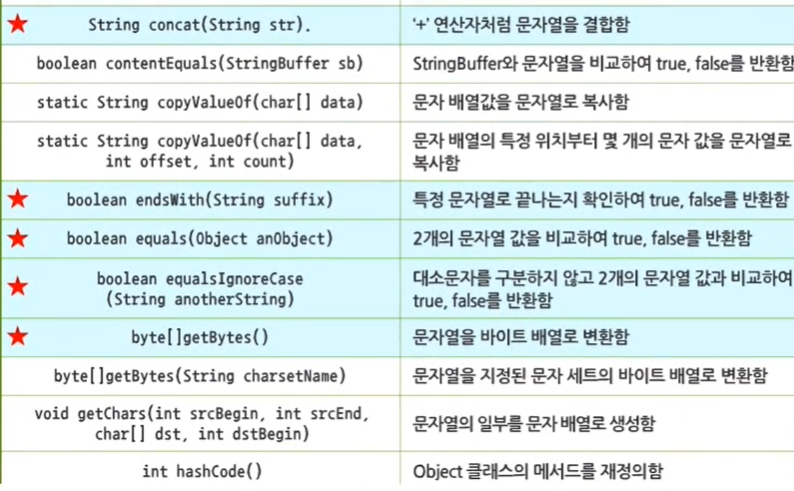 String concat(String str).
'+' 연산자처럼 문자열을 결합함
boolean contentEquals(StringBuffer sb)
StringBuffer와 문자열을 비교하여 true, false를 반환함
static String copyValueOf(char[] data)
문자 배열값을 문자열로 복사함
static String copyValueOf(char[] data,
int offset, int count)
문자 배열의 특정 위치부터 몇 개의 문자 값을 문자열로
복사함
boolean endsWith(String suffix)
특정 문자열로 끝나는지 확인하여 true, false를 반환함
boolean equals(Object anObject)
2개의 문자열 값을 비교하여 true, false를 반환함
boolean equalsIgnoreCase
(String anotherString)
대소문자를 구분하지 않고 2개의 문자열 값과 비교하여
true, false를 반환함
byte[]getBytes()
문자열을 바이트 배열로 변환함
byte[]getBytes(String charsetName)
문자열을 지정된 문자 세트의 바이트 배열로 변환함
void getChars(int srcBegin, int srcEnd,
char[] dst, int dstBegin)
문자열의 일부를 문자 배열로 생성함
int hashCode()
Object 클래스의 메서드를 재정의함